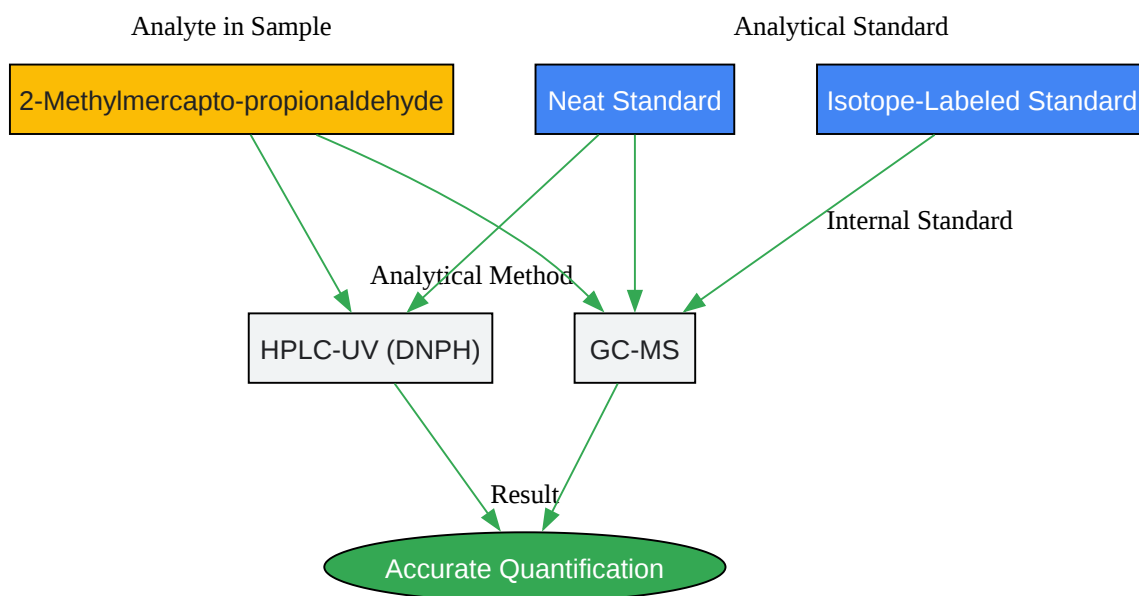 Analyte in Sample
Analytical Standard
2-Methylmercapto-propionaldehyde
Neat Standard
Isotope-Labeled Standard
Internal Standard
Analytical Method
HPLC-UV (DNPH)
GC-MS
Result
Accurate Quantification